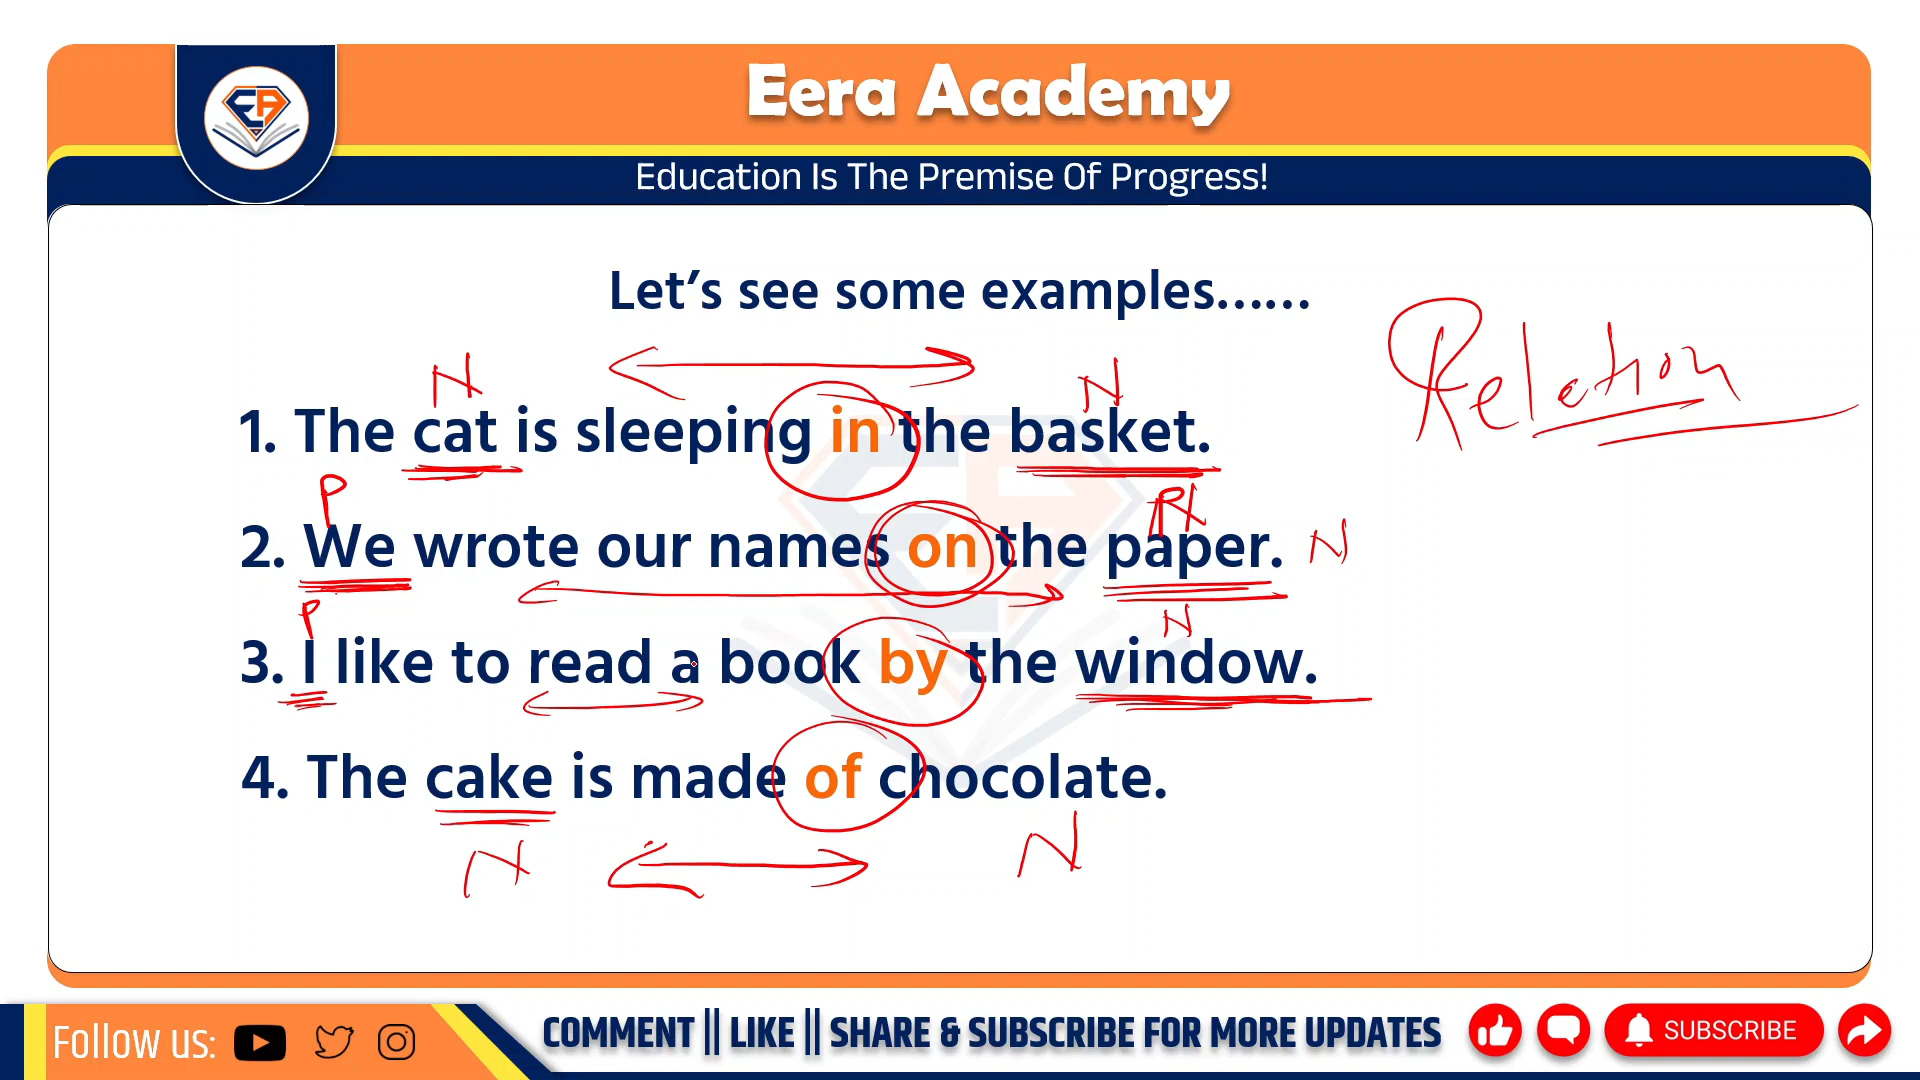 Eera Academy
EA
Education Is The Premise Of Progress!
Let's see some examples......
Relation
N N
1. The cat is sleeping in the basket.
P
2. We wrote our names on the paper. N
P N
3. I like to read a book by the window.
4. The cake is made of chocolate.
N N
Follow us:
COMMENT || LIKE || SHARE & SUBSCRIBE FOR MORE UPDATES
SUBSCRIBE